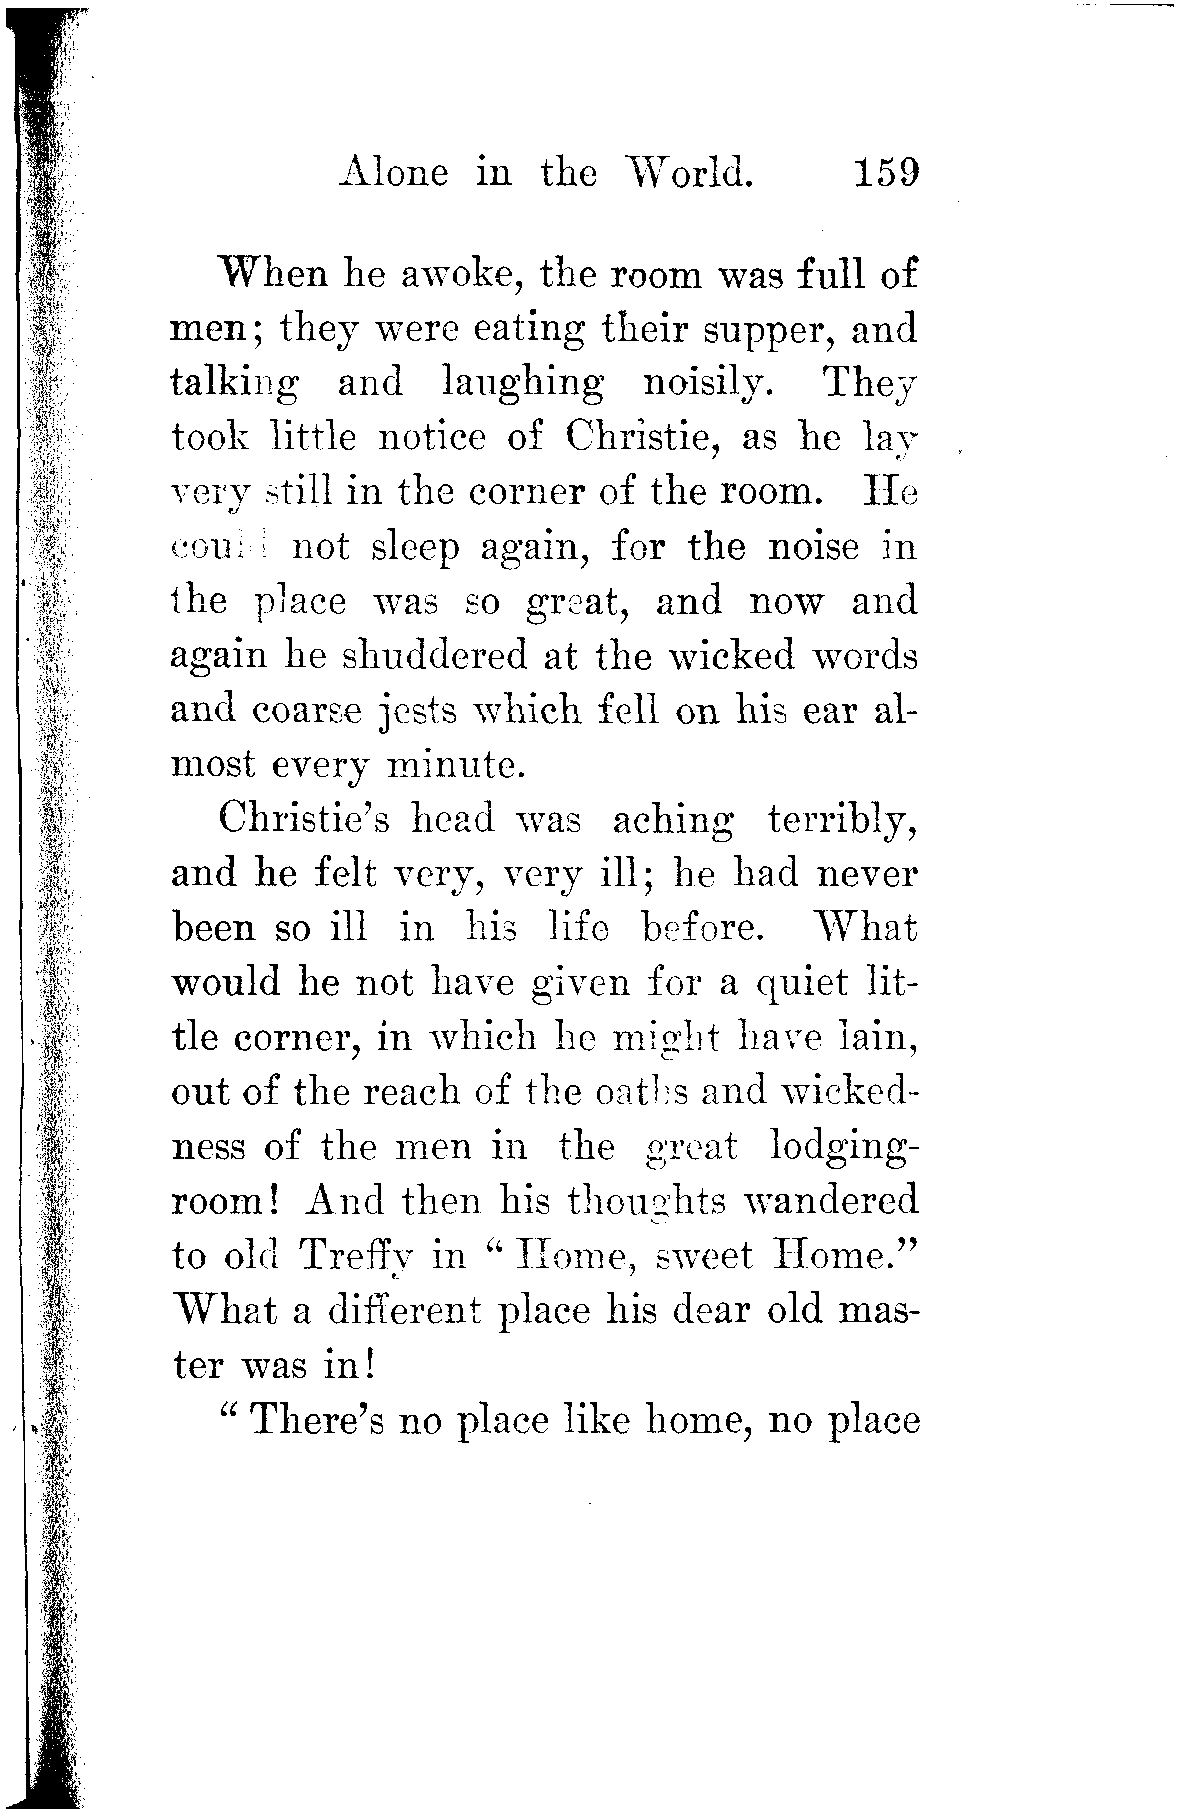 Alone in the World. 159
When he awoke, the room was full of
men; they were eating their supper, and
talking and laughing noisily. They
took little notice of Christie, as he lay
very still in the corner of the room. He
could not sleep again, for the noise in
the place was so great, and now and
again he shuddered at the wicked words
and coarse jests which fell on his ear al-
most every minute.
Christie's head was aching terribly,
and he felt very, very ill; he had never
been so ill in his life before. What
would he not have given for a quiet lit-
tle corner, in which he might have lain,
out of the reach of the oaths and wicked-
ness of the men in the great lodging-
room! And then his thoughts wandered
to old Treffy in “ Home, sweet Home.”
What a different place his dear old mas-
ter was in!
“ There's no place like home, no place